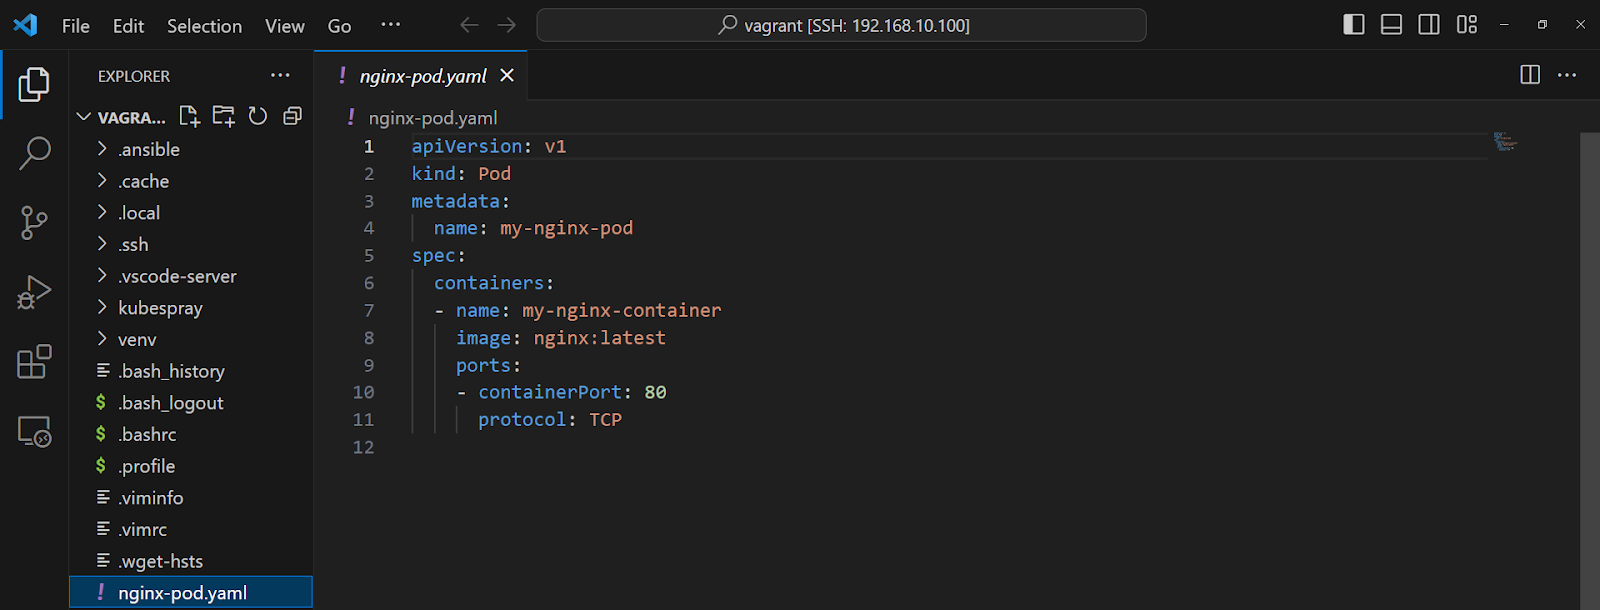 File Edit Selection View Go ··· vagrant [SSH: 192.168.10.100]
EXPLORER ···
VAGRA...
.ansible
.cache
.local
.ssh
.vscode-server
kubespray
venv
.bash_history
$ .bash_logout
$ .bashrc
$ .profile
.viminfo
.vimrc
.wget-hsts
! nginx-pod.yaml
! nginx-pod.yaml
! nginx-pod.yaml
1 apiVersion: v1
2 kind: Pod
3 metadata:
4   name: my-nginx-pod
5 spec:
6   containers:
7   - name: my-nginx-container
8     image: nginx:latest
9     ports:
10     - containerPort: 80
11       protocol: TCP
12